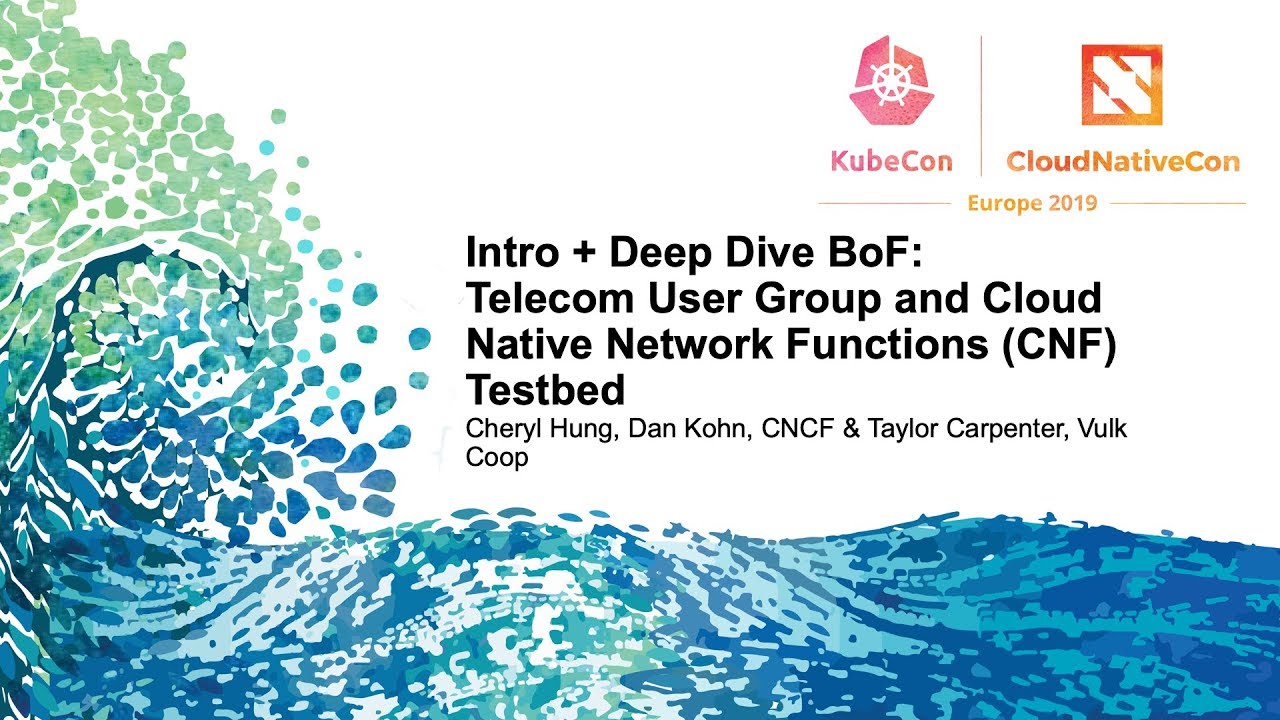 KubeCon
CloudNativeCon
Europe 2019
Intro + Deep Dive BoF:
Telecom User Group and Cloud
Native Network Functions (CNF)
Testbed
Cheryl Hung, Dan Kohn, CNCF & Taylor Carpenter, Vulk
Coop